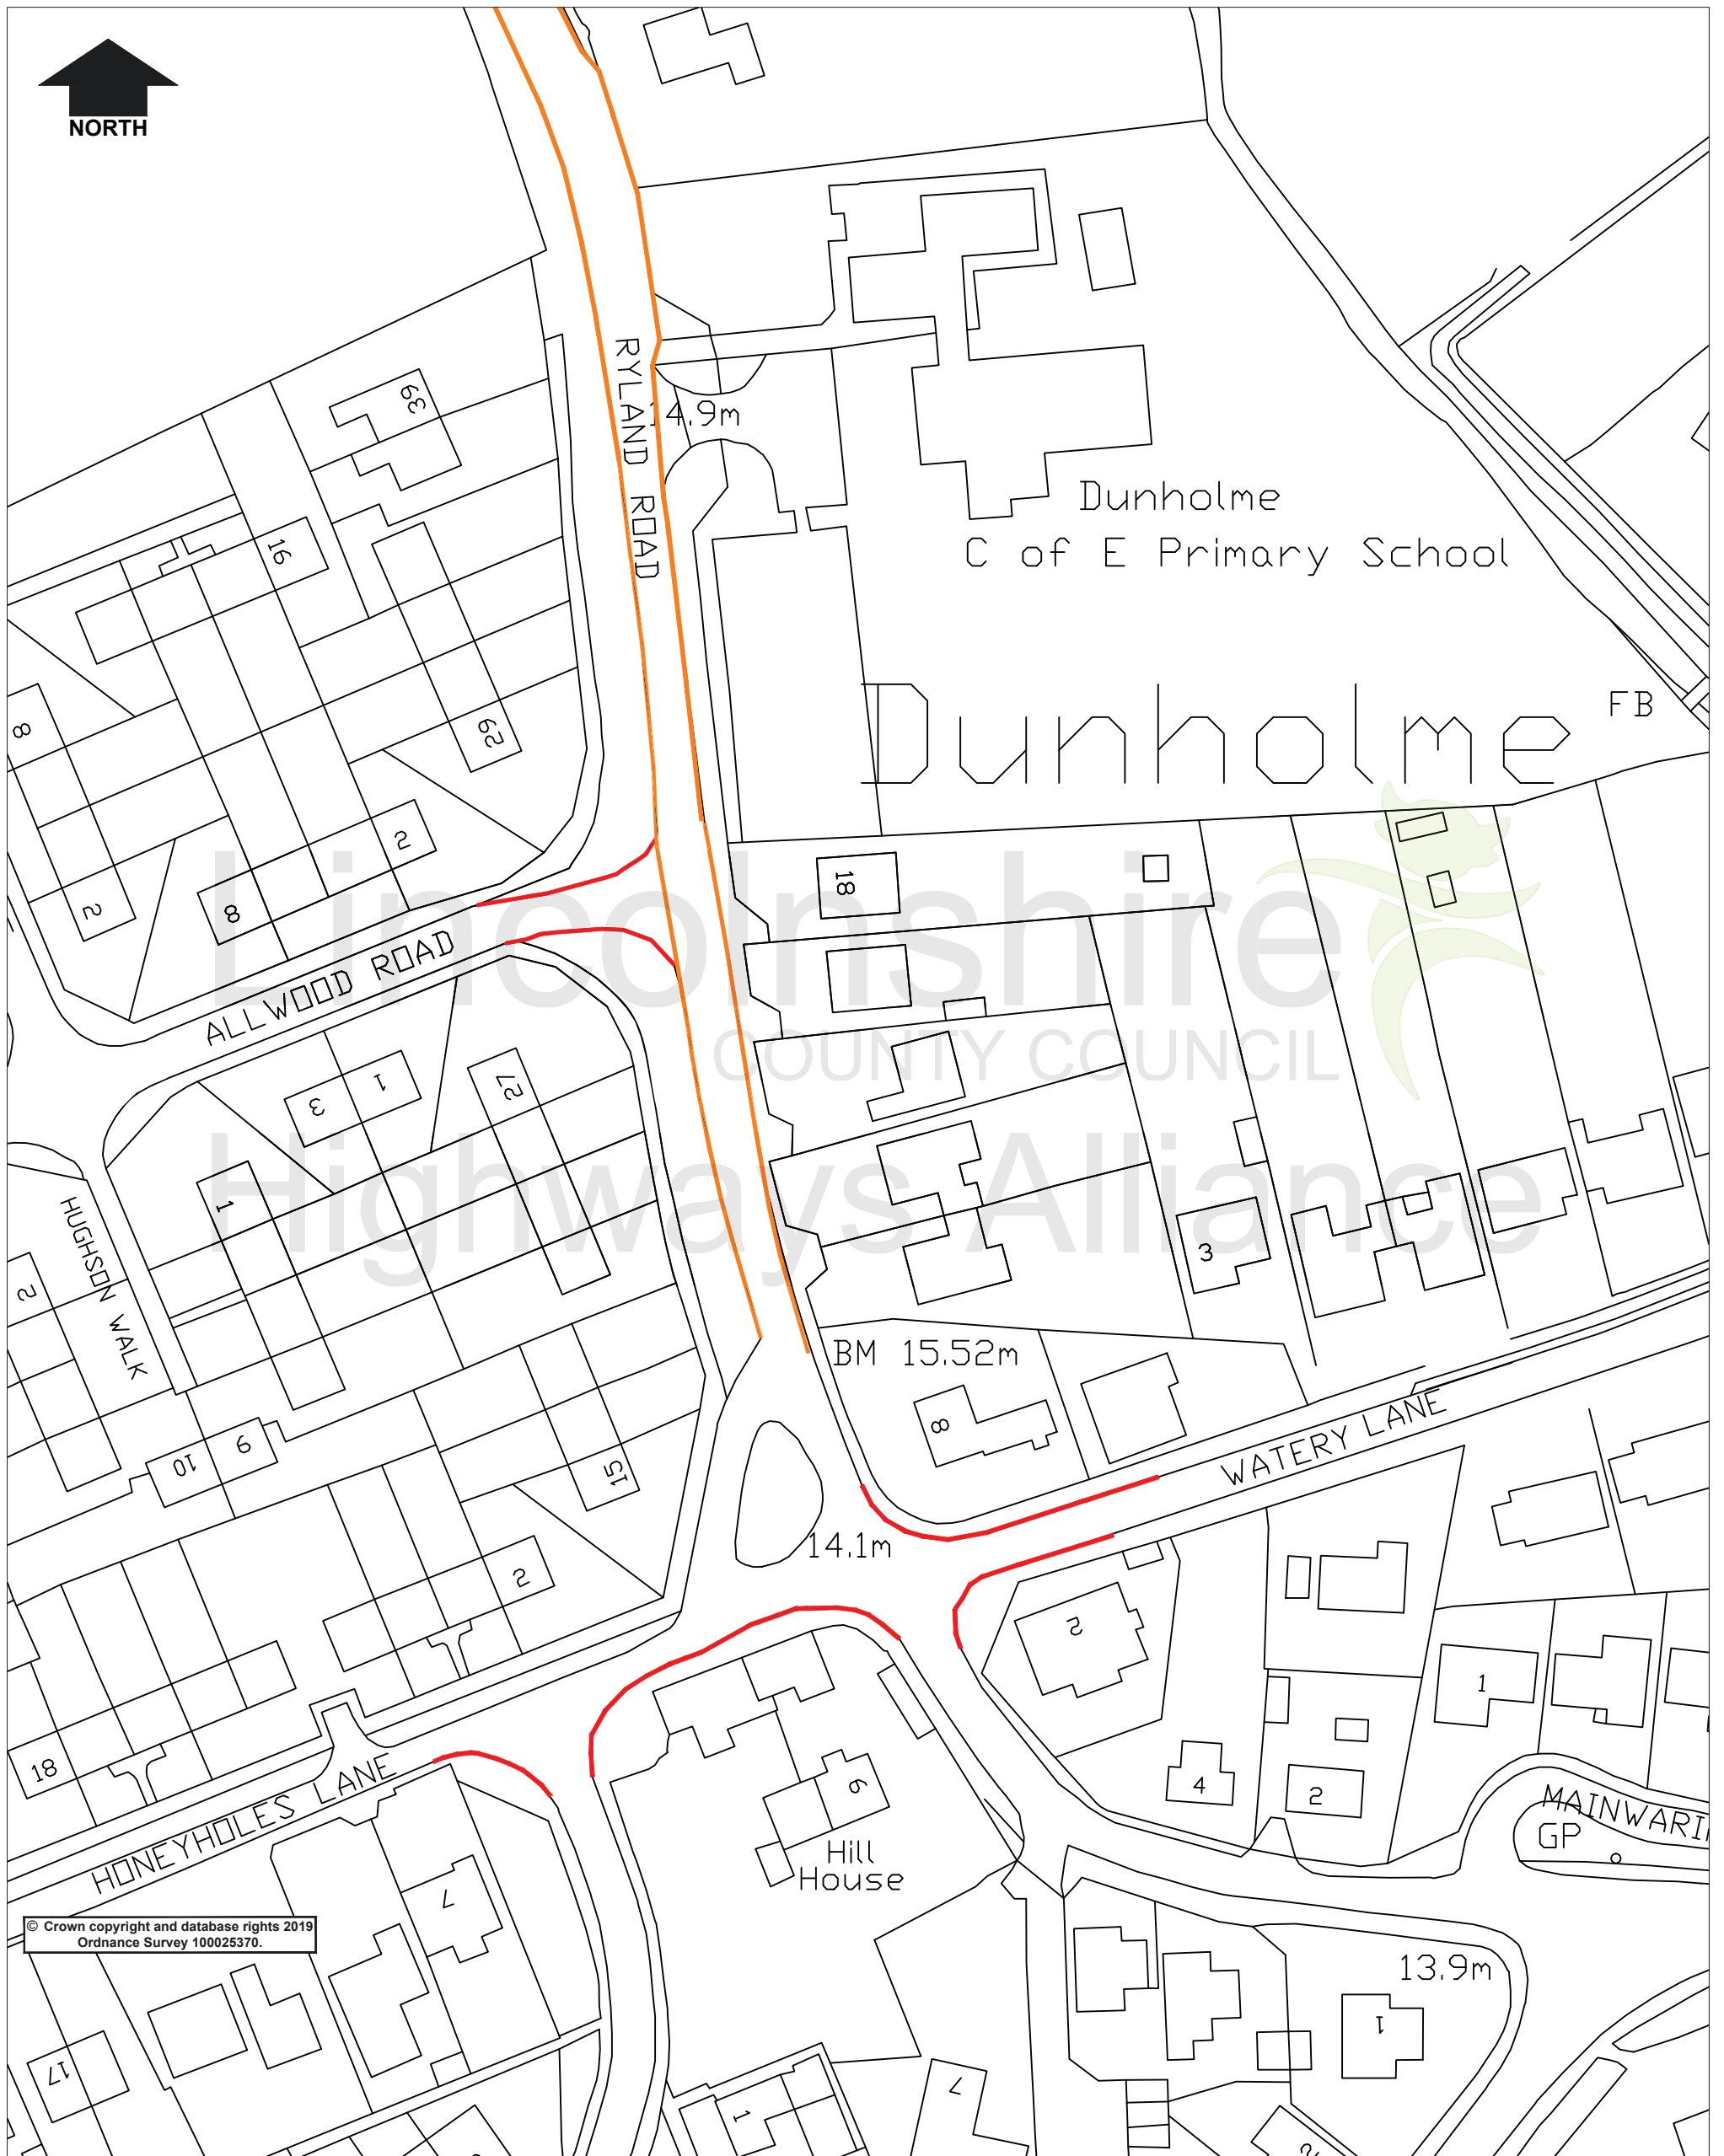 NORTH
RYLAND ROAD
39
14.9m
Dunholme
C of E Primary School
16
Dunholme
FB
8
29
2
2
8
18
Lincolnshire
COUNTY COUNCIL
Highways Alliance
ALLWOOD ROAD
27
1
3
1
HUGHSON WALK
2
3
BM 15.52m
8
WATERY LANE
9
10
15
14.1m
2
2
1
18
4
2
6
HONEYHOLES LANE
MAINWARI
GP
Hill
House
7
© Crown copyright and database rights 2019
Ordnance Survey 100025370.
13.9m
1
17
7
1
2